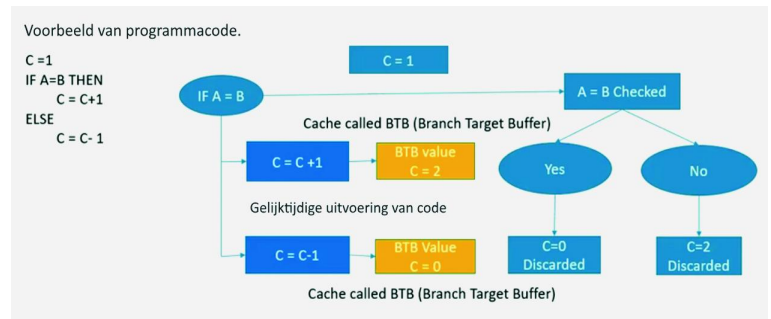 Voorbeeld van programmacode.
C =1
IF A=B THEN
C = C+1
ELSE
C = C- 1
C = 1
IF A = B
A = B Checked
Cache called BTB (Branch Target Buffer)
C = C +1
BTB value
C = 2
Yes
No
Gelijktijdige uitvoering van code
C = C-1
BTB Value
C = 0
C=0
Discarded
C=2
Discarded
Cache called BTB (Branch Target Buffer)